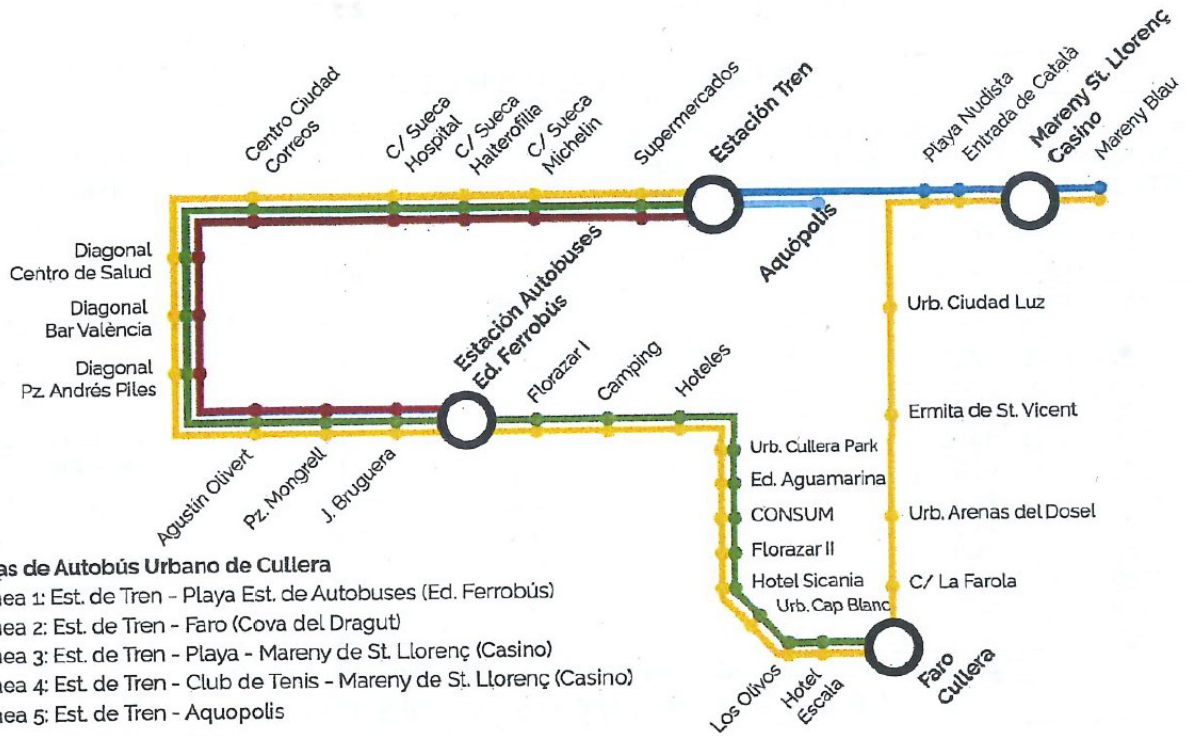 Centro Ciudad
Correos
C/ Sueca
Hospital
C/ Sueca
Halterofilia
C/ Sueca
Michelin
Supermercados
Estación Tren
Aquópolis
Playa Nudista
Entrada de Català
Mareny St. Llorenç
Casino
Mareny Blau
Diagonal
Centro de Salud
Diagonal
Bar València
Diagonal
Pz. Andrés Piles
Agustín Olivert
Pz. Mongrell
J. Bruguera
Estación Autobuses
Ed. Ferrobús
Florazar I
Camping
Hoteles
Urb. Cullera Park
Ed. Aguamarina
CONSUM
Florazar II
Hotel Sicania
Urb. Cap Blanc
Los Olivos
Hotel
Escala
Faro
Cullera
Urb. Ciudad Luz
Ermita de St. Vicent
Urb. Arenas del Dosel
C/ La Farola
as de Autobús Urbano de Cullera
nea 1: Est. de Tren - Playa Est. de Autobuses (Ed. Ferrobús)
nea 2: Est. de Tren - Faro (Cova del Dragut)
nea 3: Est. de Tren - Playa - Mareny de St. Llorenç (Casino)
nea 4: Est. de Tren - Club de Tenis - Mareny de St. Llorenç (Casino)
nea 5: Est. de Tren - Aquopolis